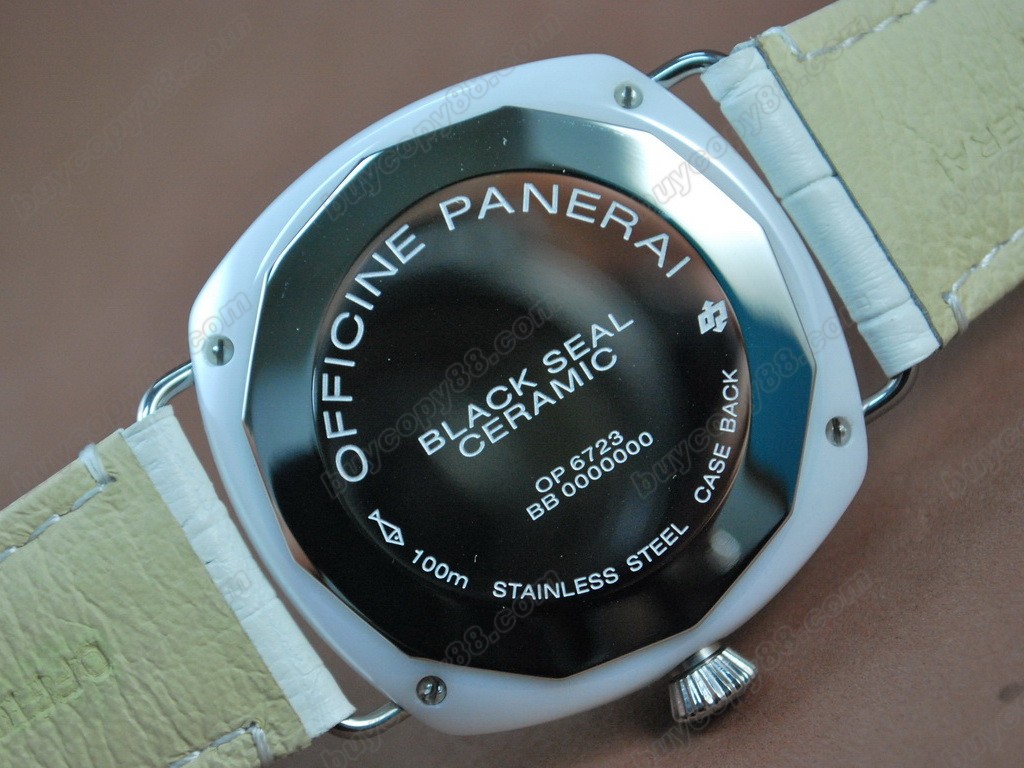 OFFICINE PANERAI
BLACK SEAL
CERAMIC
OP 6723
BB 0000000
100m STAINLESS STEEL CASE BACK
buycopy88.com